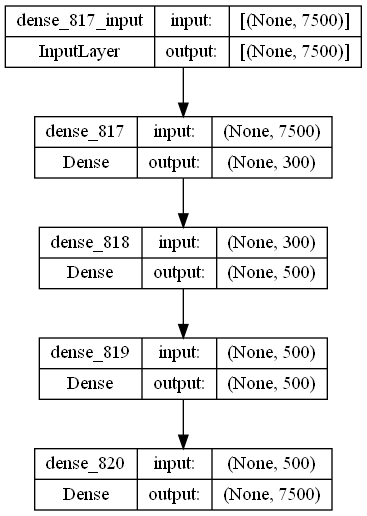 dense_817_input input: [(None, 7500)]
InputLayer output: [(None, 7500)]
dense_817 input: (None, 7500)
Dense output: (None, 300)
dense_818 input: (None, 300)
Dense output: (None, 500)
dense_819 input: (None, 500)
Dense output: (None, 500)
dense_820 input: (None, 500)
Dense output: (None, 7500)